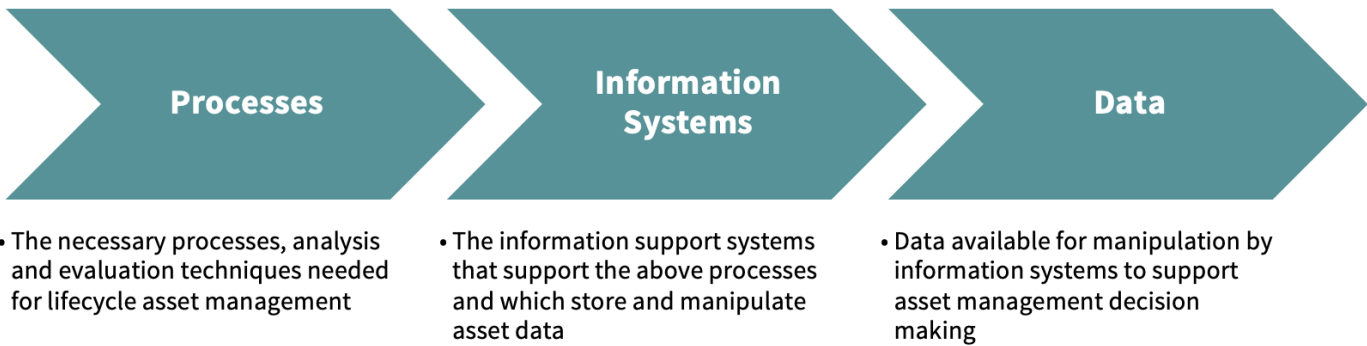 Processes
Information
Systems
Data
• The necessary processes, analysis
and evaluation techniques needed
for lifecycle asset management
• The information support systems
that support the above processes
and which store and manipulate
asset data
• Data available for manipulation by
information systems to support
asset management decision
making